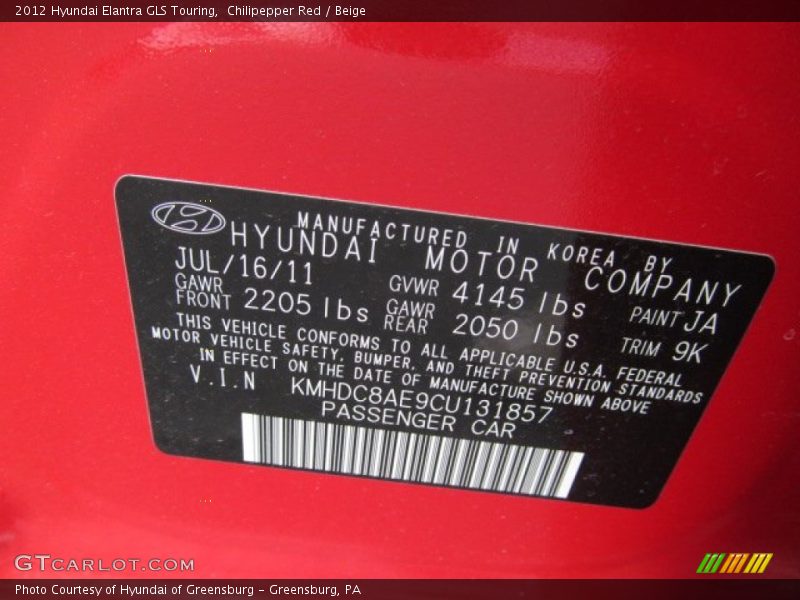 2012 Hyundai Elantra GLS Touring,  Chilipepper Red / Beige
MANUFACTURED IN KOREA BY
HYUNDAI MOTOR COMPANY
JUL/16/11 GVWR 4145 lbs PAINT JA
GAWR FRONT 2205 lbs GAWR REAR 2050 lbs TRIM 9K
THIS VEHICLE CONFORMS TO ALL APPLICABLE U.S.A. FEDERAL
MOTOR VEHICLE SAFETY, BUMPER, AND THEFT PREVENTION STANDARDS
IN EFFECT ON THE DATE OF MANUFACTURE SHOWN ABOVE
V.I.N KMHDC8AE9CU131857
PASSENGER CAR
GTCARLOT.COM
Photo Courtesy of Hyundai of Greensburg - Greensburg, PA